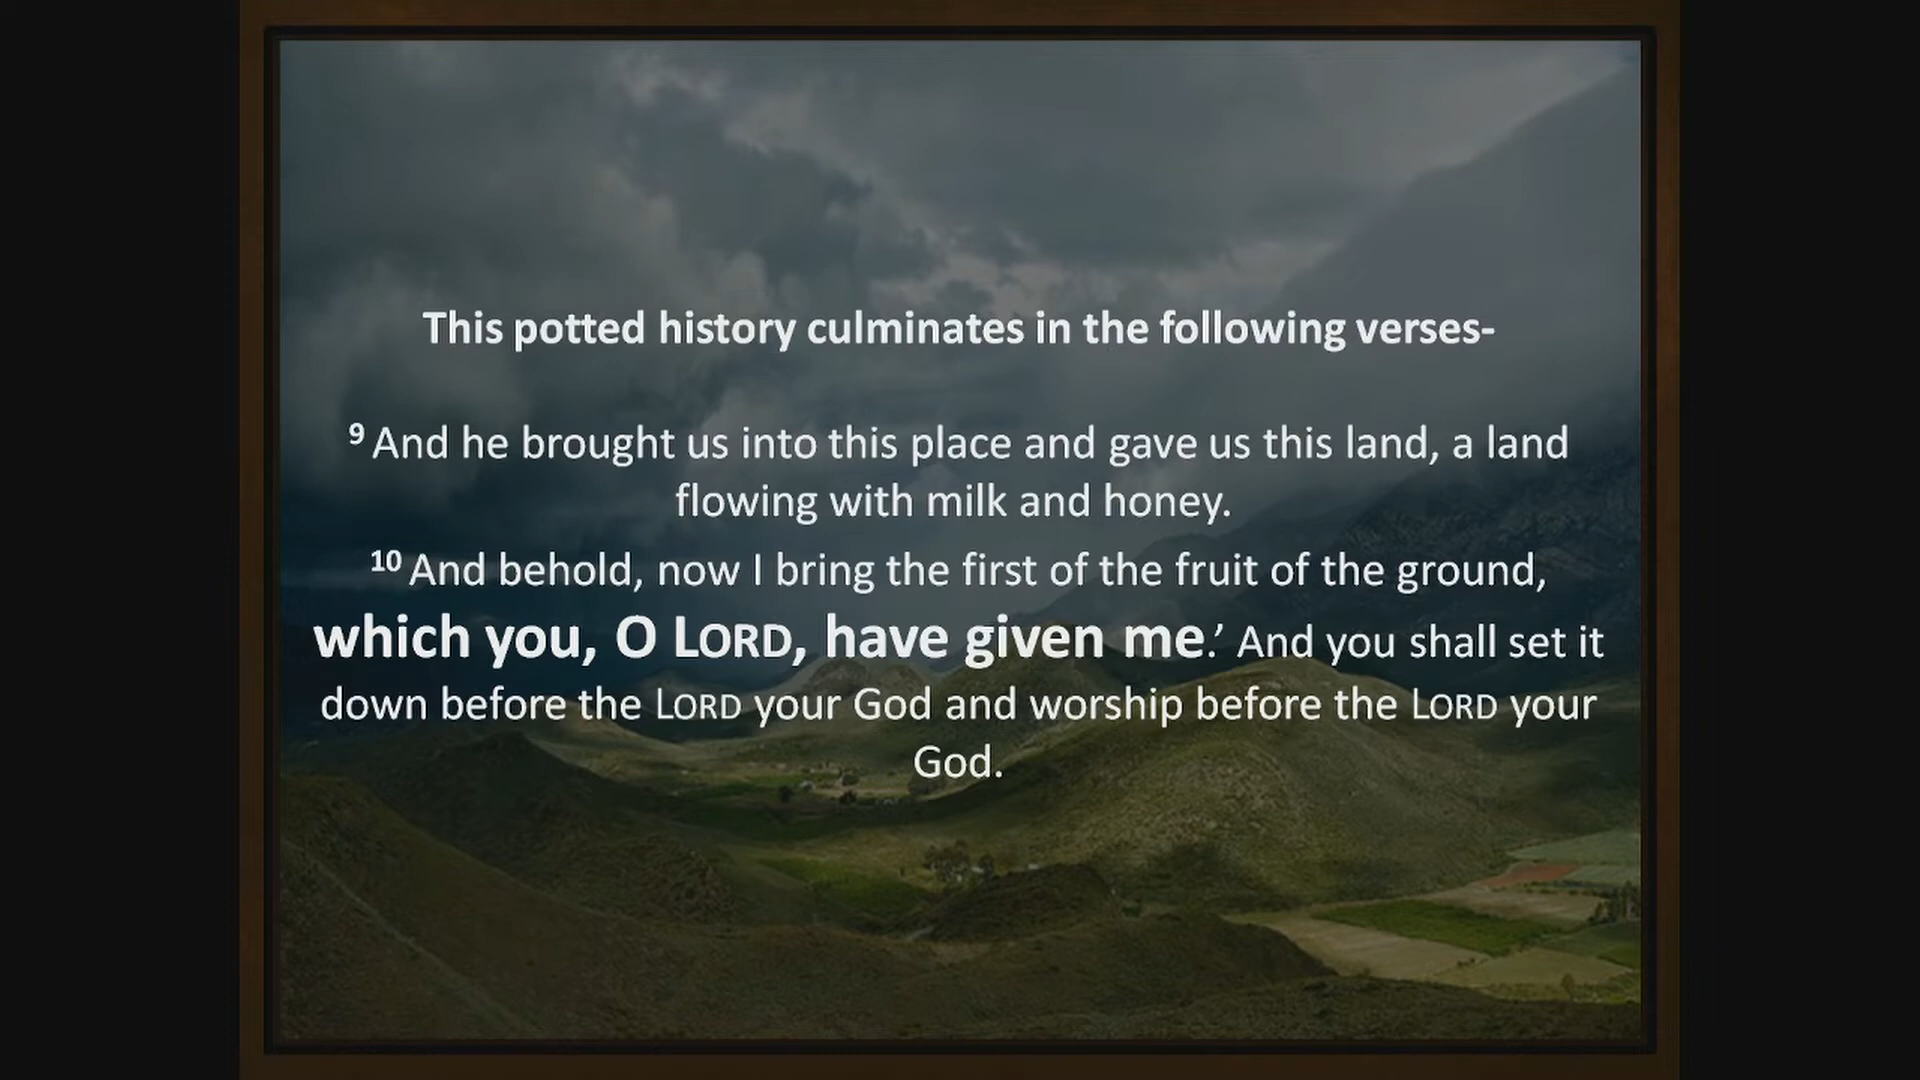 This potted history culminates in the following verses-
⁹ And he brought us into this place and gave us this land, a land
flowing with milk and honey.
¹⁰ And behold, now I bring the first of the fruit of the ground,
which you, O LORD, have given me.’ And you shall set it
down before the LORD your God and worship before the LORD your
God.